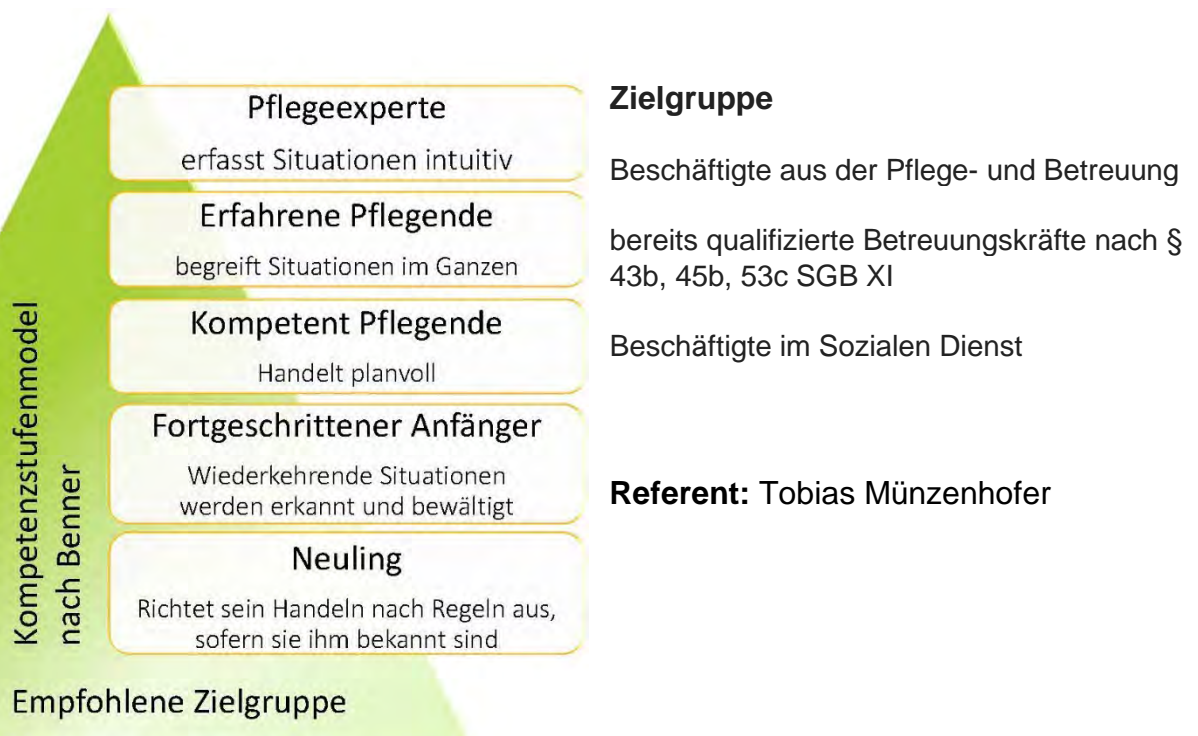 Pflegeexperte
erfasst Situationen intuitiv
Erfahrene Pflegende
begreift Situationen im Ganzen
Kompetent Pflegende
Handelt planvoll
Fortgeschrittener Anfänger
Wiederkehrende Situationen
werden erkannt und bewältigt
Neuling
Richtet sein Handeln nach Regeln aus,
sofern sie ihm bekannt sind
Kompetenzstufenmodel
nach Benner
Empfohlene Zielgruppe
Zielgruppe
Beschäftigte aus der Pflege- und Betreuung
bereits qualifizierte Betreuungskräfte nach §
43b, 45b, 53c SGB XI
Beschäftigte im Sozialen Dienst
Referent: Tobias Münzenhofer